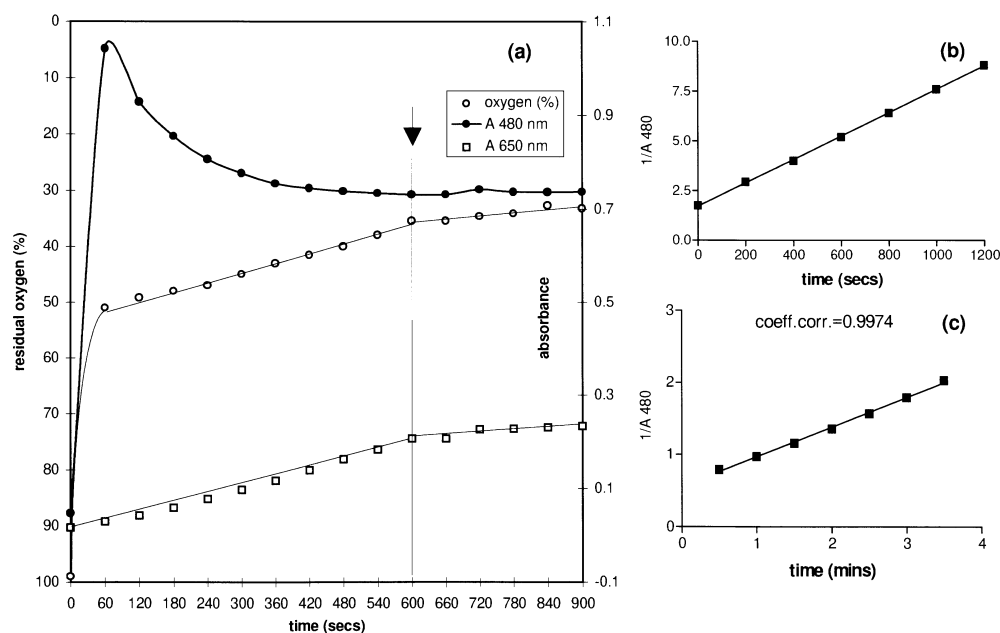 (a)
oxygen (%)
A 480 nm
A 650 nm
residual oxygen (%)
0
10
20
30
40
50
60
70
80
90
100
1.1
0.9
0.7
0.5
0.3
0.1
-0.1
absorbance
0 60 120 180 240 300 360 420 480 540 600 660 720 780 840 900
time (secs)
(b)
1/A 480
10.0
7.5
5.0
2.5
0.0
0 200 400 600 800 1000 1200
time (secs)
coeff.corr.=0.9974 (c)
1/A 480
3
2
1
0
0 1 2 3 4
time (mins)